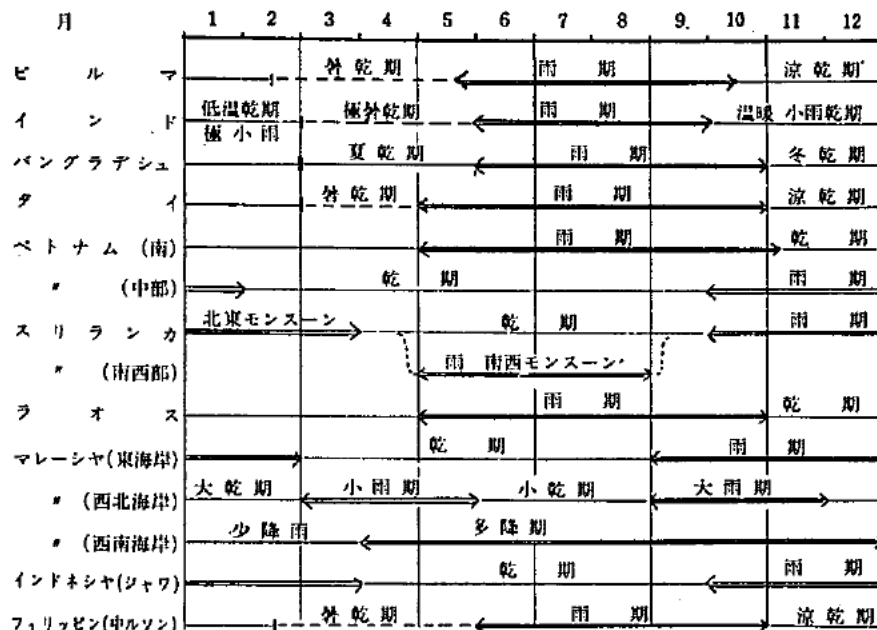 月 1 2 3 4 5 6 7 8 9 10 11 12
ビルマ 暑乾期 雨期 涼乾期
インド 低温乾期 極暑乾期 雨期 温暖小雨乾期
極小雨
バングラデシュ 夏乾期 雨期 冬乾期
タイ 暑乾期 雨期 涼乾期
ベトナム(南) 雨期 乾期
〃(中部) 乾期 雨期
スリランカ 北東モンスーン 乾期 雨期
〃(南西部) 雨 南西モンスーン
ラオス 雨期 乾期
マレーシヤ(東海岸) 乾期 雨期
〃(西北海岸) 大乾期 小雨期 小乾期 大雨期
〃(西南海岸) 少降雨 多降期
インドネシヤ(ジャワ) 乾期 雨期
フィリッピン(中ルソン) 暑乾期 雨期 涼乾期